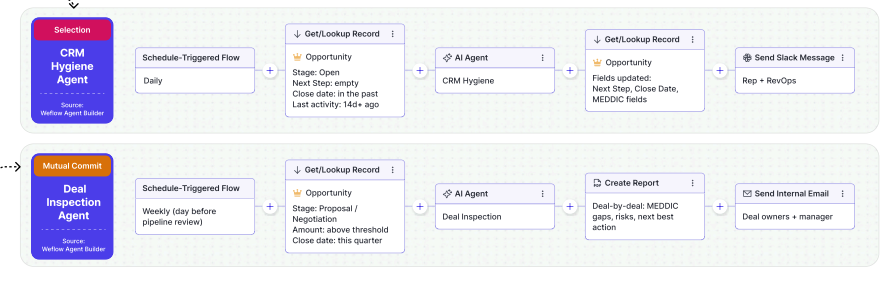 Selection
CRM
Hygiene
Agent
Source:
Weflow Agent Builder
Schedule-Triggered Flow
Daily
Get/Lookup Record
Opportunity
Stage: Open
Next Step: empty
Close date: in the past
Last activity: 14d+ ago
AI Agent
CRM Hygiene
Get/Lookup Record
Opportunity
Fields updated:
Next Step, Close Date,
MEDDIC fields
Send Slack Message
Rep + RevOps
Mutual Commit
Deal
Inspection
Agent
Source:
Weflow Agent Builder
Schedule-Triggered Flow
Weekly (day before
pipeline review)
Get/Lookup Record
Opportunity
Stage: Proposal /
Negotiation
Amount: above threshold
Close date: this quarter
AI Agent
Deal Inspection
Create Report
Deal-by-deal: MEDDIC
gaps, risks, next best
action
Send Internal Email
Deal owners + manager